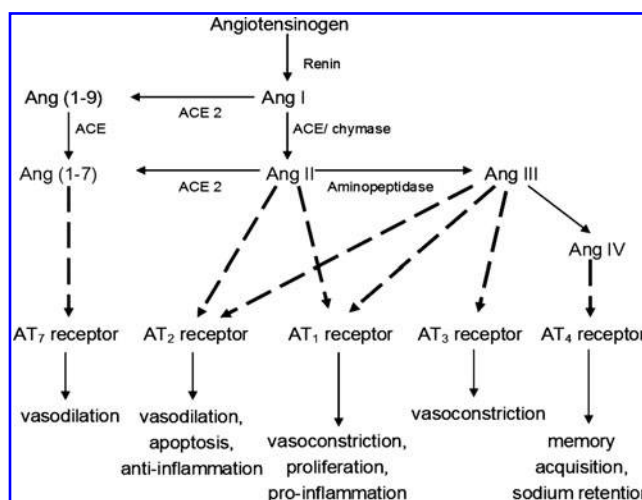 Angiotensinogen
Renin
Ang (1-9)
ACE 2
Ang I
ACE
ACE/ chymase
Ang (1-7)
ACE 2
Ang II
Aminopeptidase
Ang III
Ang IV
AT₇ receptor
AT₂ receptor
AT₁ receptor
AT₃ receptor
AT₄ receptor
vasodilation
vasodilation,
apoptosis,
anti-inflammation
vasoconstriction,
proliferation,
pro-inflammation
vasoconstriction
memory
acquisition,
sodium retention